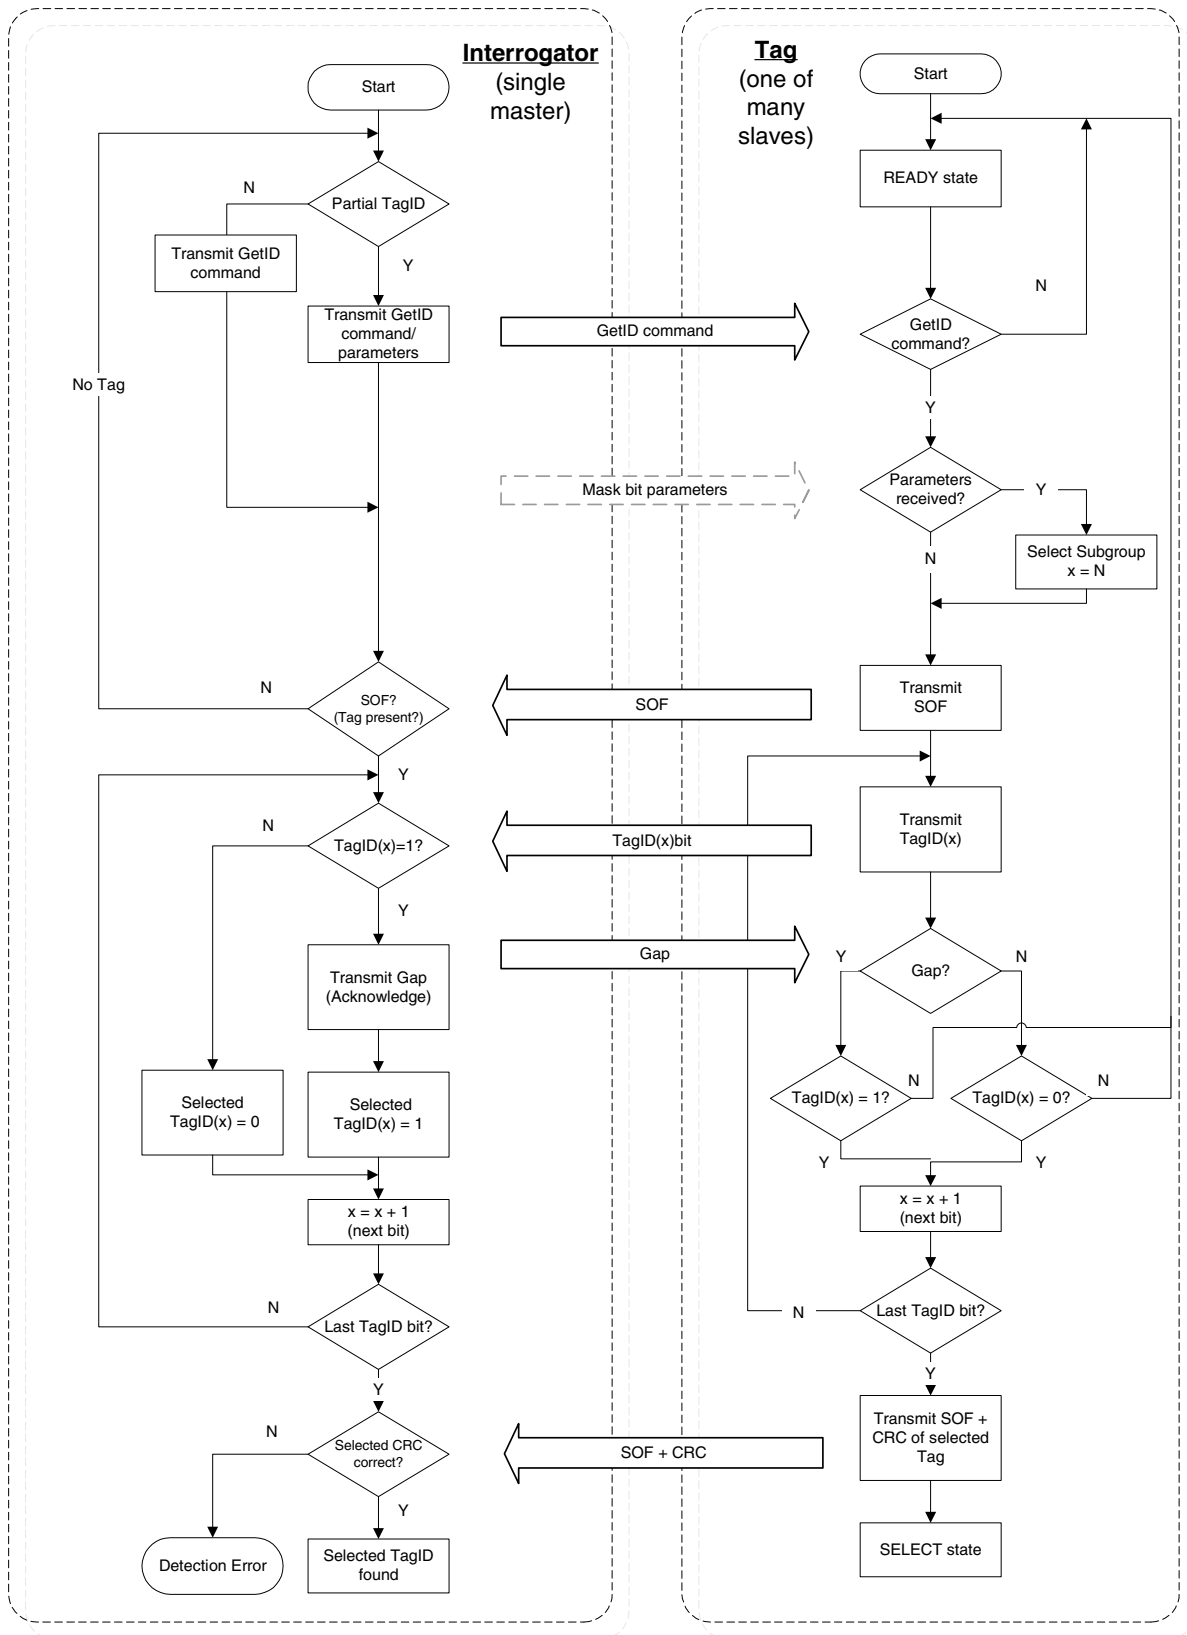 Interrogator
(single
master)
Tag
(one of
many
slaves)
Start
Start
READY state
N
Partial TagID
Transmit GetID
command
Y
N
Transmit GetID
command/
parameters
GetID command
GetID
command?
No Tag
Y
Mask bit parameters
Parameters
received?
Y
N
Select Subgroup
x = N
N
SOF?
(Tag present?)
SOF
Transmit
SOF
Y
N
TagID(x)=1?
TagID(x)bit
Transmit
TagID(x)
Y
Gap
Y
Gap?
N
Transmit Gap
(Acknowledge)
Selected
TagID(x) = 0
Selected
TagID(x) = 1
TagID(x) = 1?
N
TagID(x) = 0?
N
Y
Y
x = x + 1
(next bit)
x = x + 1
(next bit)
N
Last TagID bit?
N
Last TagID bit?
Y
Y
N
Selected CRC
correct?
SOF + CRC
Transmit SOF +
CRC of selected
Tag
Y
Detection Error
Selected TagID
found
SELECT state